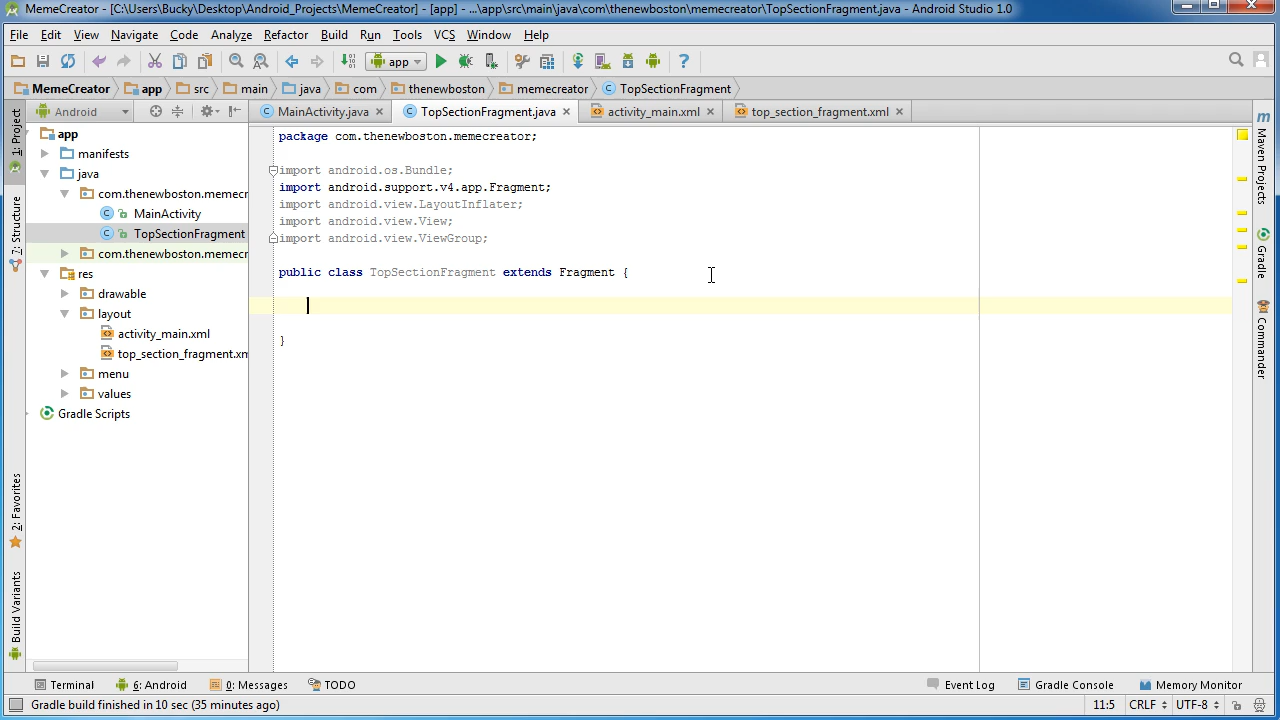 MemeCreator - [C:\Users\Bucky\Desktop\Android_Projects\MemeCreator] - [app] - ...\app\src\main\java\com\thenewboston\memecreator\TopSectionFragment.java - Android Studio 1.0
File Edit View Navigate Code Analyze Refactor Build Run Tools VCS Window Help
app
MemeCreator app src main java com thenewboston memecreator TopSectionFragment
Android
MainActivity.java TopSectionFragment.java activity_main.xml top_section_fragment.xml
1: Project
7: Structure
2: Favorites
Build Variants
app
manifests
java
com.thenewboston.memecr
MainActivity
TopSectionFragment
com.thenewboston.memecr
res
drawable
layout
activity_main.xml
top_section_fragment.xm
menu
values
Gradle Scripts
package com.thenewboston.memecreator;
import android.os.Bundle;
import android.support.v4.app.Fragment;
import android.view.LayoutInflater;
import android.view.View;
import android.view.ViewGroup;
public class TopSectionFragment extends Fragment {
}
m
Maven Projects
Gradle
Commander
Terminal 6: Android 0: Messages TODO Event Log Gradle Console Memory Monitor
Gradle build finished in 10 sec (35 minutes ago) 11:5 CRLF UTF-8